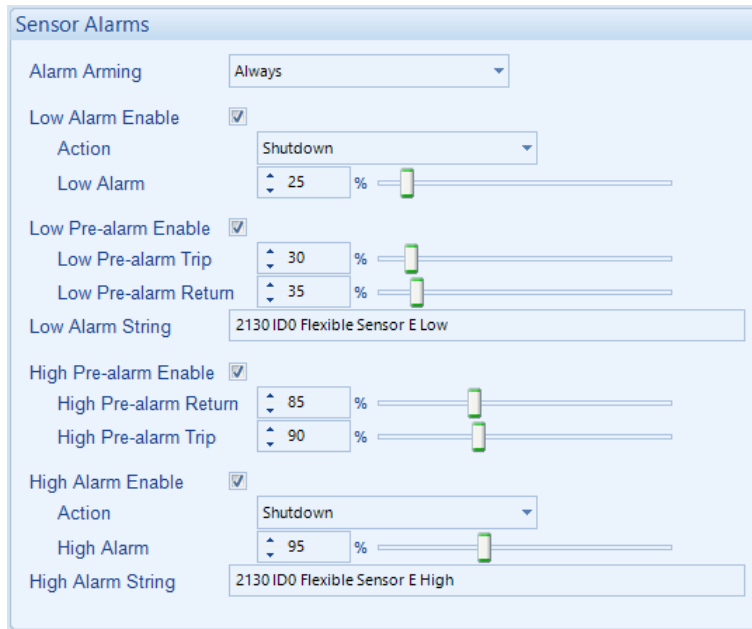 Sensor Alarms
Alarm Arming Always
Low Alarm Enable
Action Shutdown
Low Alarm 25 %
Low Pre-alarm Enable
Low Pre-alarm Trip 30 %
Low Pre-alarm Return 35 %
Low Alarm String 2130 ID0 Flexible Sensor E Low
High Pre-alarm Enable
High Pre-alarm Return 85 %
High Pre-alarm Trip 90 %
High Alarm Enable
Action Shutdown
High Alarm 95 %
High Alarm String 2130 ID0 Flexible Sensor E High